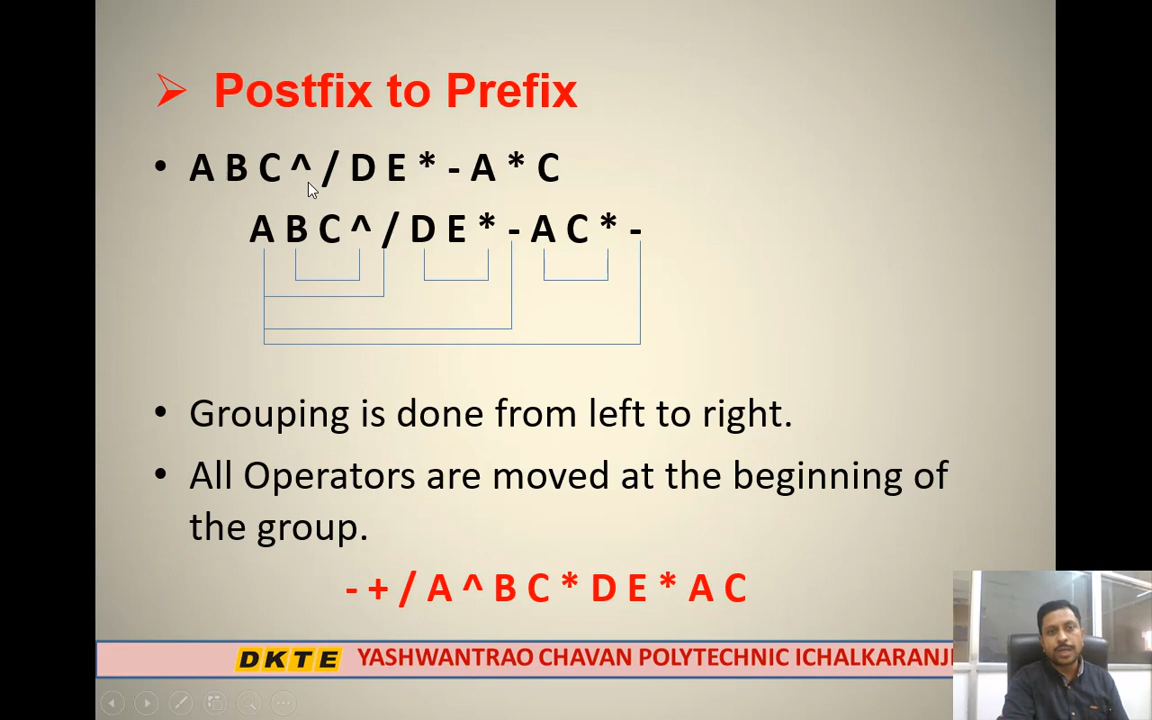 Postfix to Prefix
A B C ^ / D E * - A * C
A B C ^ / D E * - A C * -
Grouping is done from left to right.
All Operators are moved at the beginning of
the group.
- + / A ^ B C * D E * A C
DKTE YASHWANTRAO CHAVAN POLYTECHNIC ICHALKARANJI